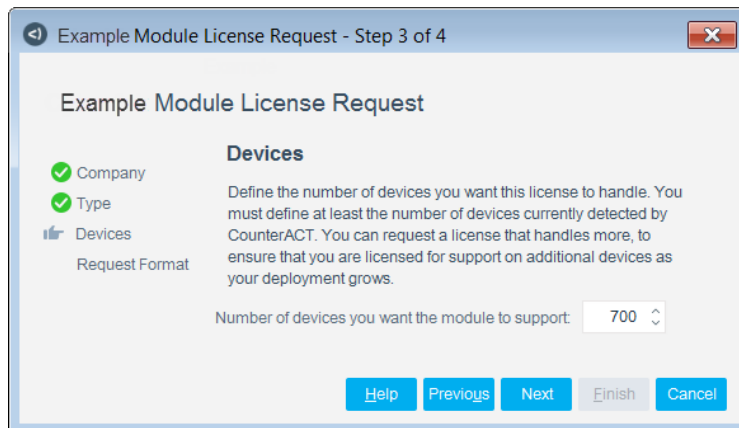 Example Module License Request - Step 3 of 4
Example Module License Request
Company
Type
Devices
Request Format
Devices
Define the number of devices you want this license to handle. You
must define at least the number of devices currently detected by
CounterACT. You can request a license that handles more, to
ensure that you are licensed for support on additional devices as
your deployment grows.
Number of devices you want the module to support: 700
Help Previous Next Finish Cancel